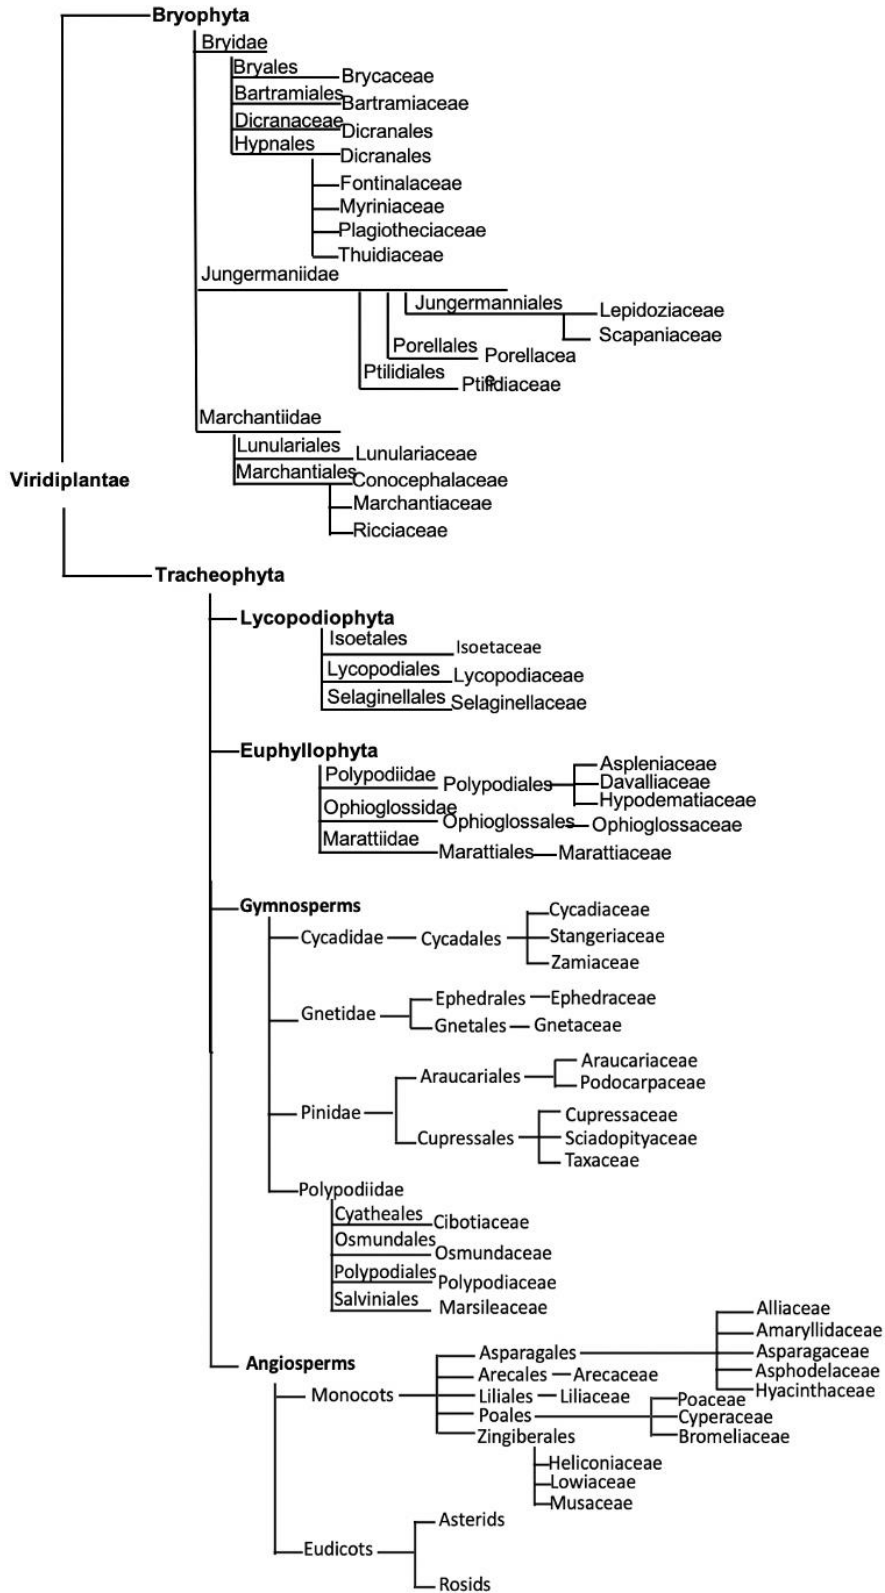 Bryophyta
Bryidae
Bryales
Brycaceae
Bartramiales
Bartramiaceae
Dicranaceae
Dicranales
Hypnales
Dicranales
Fontinalaceae
Myriniaceae
Plagiotheciaceae
Thuidiaceae
Jungermaniidae
Jungermanniales
Lepidoziaceae
Scapaniaceae
Porellales
Porellacea
e
Ptilidiales
Ptilidiaceae
Marchantiidae
Lunulariales
Lunulariaceae
Marchantiales
Conocephalaceae
Marchantiaceae
Ricciaceae
Viridiplantae
Tracheophyta
Lycopodiophyta
Isoetales
Isoetaceae
Lycopodiales
Lycopodiaceae
Selaginellales
Selaginellaceae
Euphyllophyta
Polypodiidae
Polypodiales
Aspleniaceae
Davalliaceae
Hypodematiaceae
Ophioglossidae
Ophioglossales
Ophioglossaceae
Marattiidae
Marattiales
Marattiaceae
Gymnosperms
Cycadidae
Cycadales
Cycadiaceae
Stangeriaceae
Zamiaceae
Gnetidae
Ephedrales
Ephedraceae
Gnetales
Gnetaceae
Pinidae
Araucariales
Araucariaceae
Podocarpaceae
Cupressales
Cupressaceae
Sciadopityaceae
Taxaceae
Polypodiidae
Cyatheales
Cibotiaceae
Osmundales
Osmundaceae
Polypodiales
Polypodiaceae
Salviniales
Marsileaceae
Angiosperms
Monocots
Asparagales
Alliaceae
Amaryllidaceae
Asparagaceae
Asphodelaceae
Hyacinthaceae
Arecales
Arecaceae
Liliales
Liliaceae
Poales
Poaceae
Cyperaceae
Bromeliaceae
Zingiberales
Heliconiaceae
Lowiaceae
Musaceae
Eudicots
Asterids
Rosids